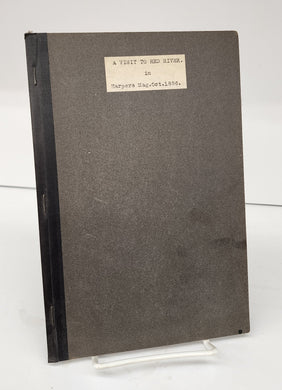 A VISIT TO RED RIVER.
in
Harpers Mag.Oct.1856.